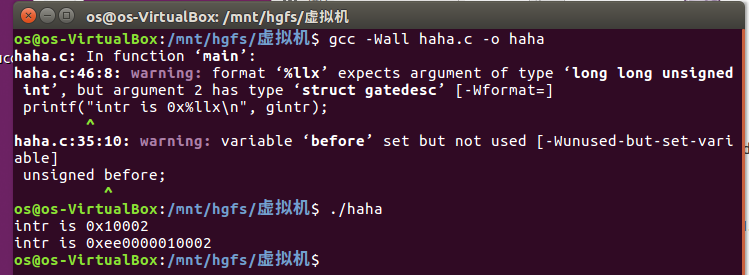 os@os-VirtualBox: /mnt/hgfs/虚拟机
os@os-VirtualBox:/mnt/hgfs/虚拟机$ gcc -Wall haha.c -o haha
haha.c: In function ‘main’:
haha.c:46:8: warning: format ‘%llx’ expects argument of type ‘long long unsigned
 int’, but argument 2 has type ‘struct gatedesc’ [-Wformat=]
 printf("intr is 0x%llx\n", gintr);
        ^
haha.c:35:10: warning: variable ‘before’ set but not used [-Wunused-but-set-vari
able]
 unsigned before;
          ^
os@os-VirtualBox:/mnt/hgfs/虚拟机$ ./haha
intr is 0x10002
intr is 0xee0000010002
os@os-VirtualBox:/mnt/hgfs/虚拟机$